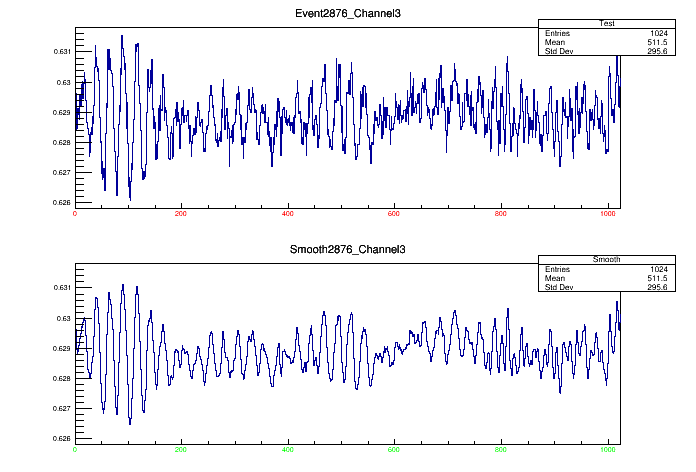 Event2876_Channel3
Test
Entries 1024
Mean 511.5
Std Dev 295.6
0.631
0.63
0.629
0.628
0.627
0.626
0 200 400 600 800 1000
Smooth2876_Channel3
Smooth
Entries 1024
Mean 511.5
Std Dev 295.6
0.631
0.63
0.629
0.628
0.627
0.626
0 200 400 600 800 1000